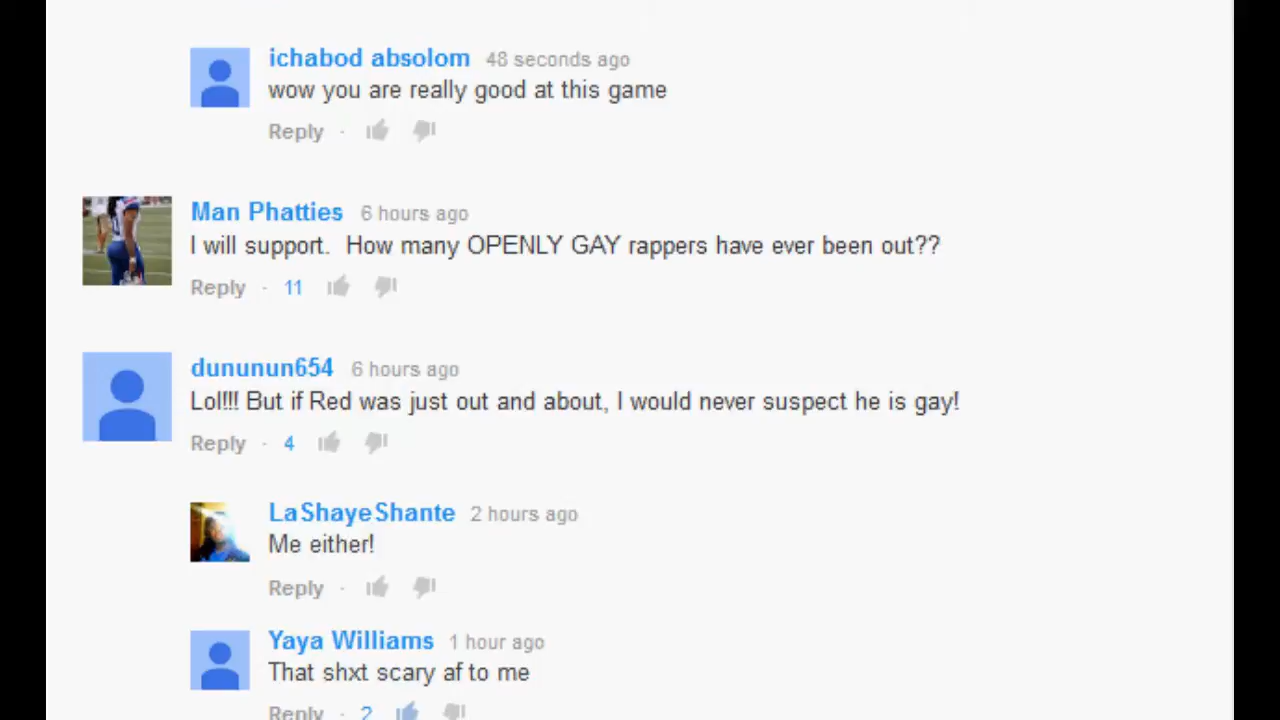 ichabod absolom 48 seconds ago
wow you are really good at this game
Reply ·
Man Phatties 6 hours ago
I will support.  How many OPENLY GAY rappers have ever been out??
Reply · 11
dununun654 6 hours ago
Lol!!! But if Red was just out and about, I would never suspect he is gay!
Reply · 4
LaShayeShante 2 hours ago
Me either!
Reply ·
Yaya Williams 1 hour ago
That shxt scary af to me
Reply · 2